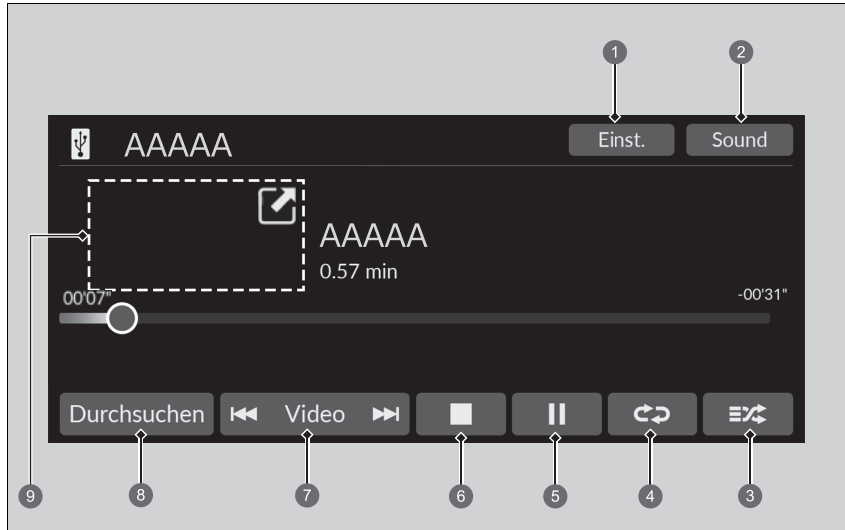 1 2
AAAAA Einst. Sound
AAAAA
0.57 min
00'07" -00'31"
Durchsuchen Video
9 8 7 6 5 4 3